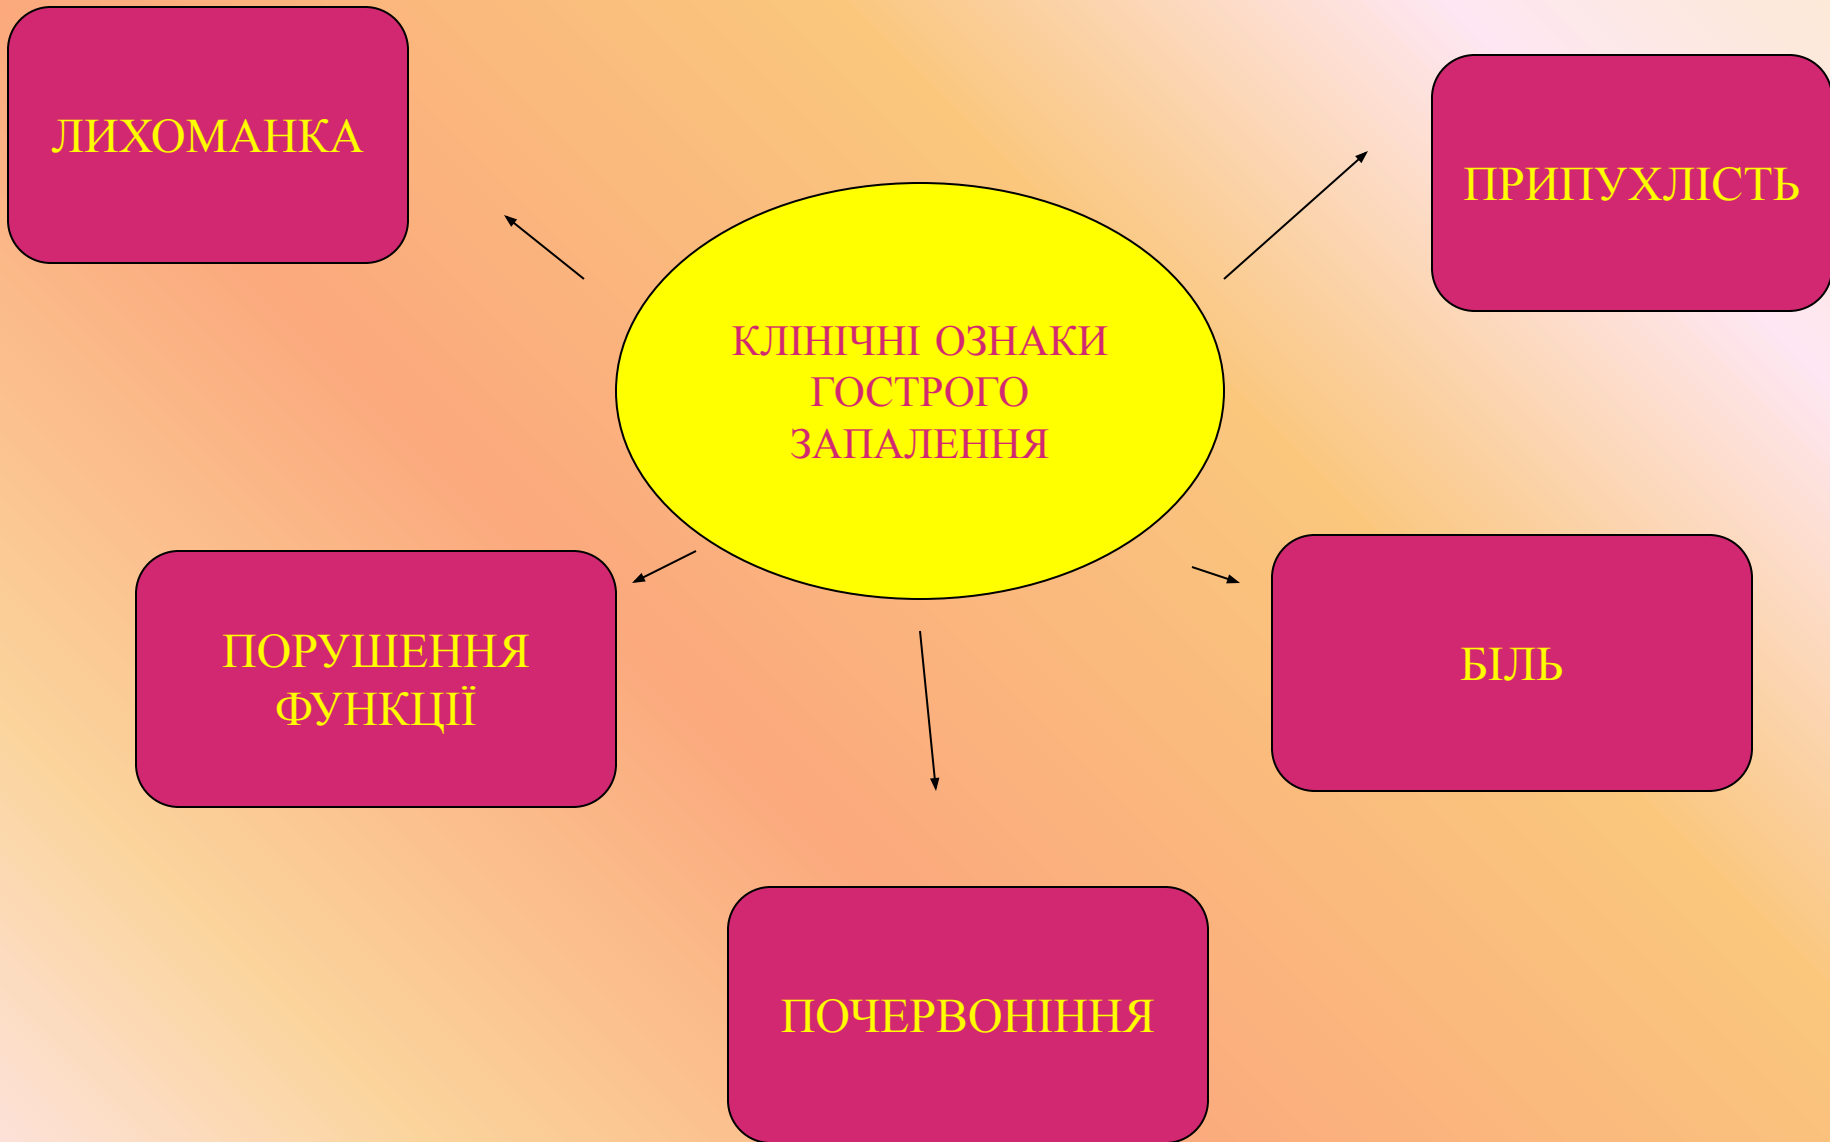 ЛИХОМАНКА
ПРИПУХЛІСТЬ
КЛІНІЧНІ ОЗНАКИ
ГОСТРОГО
ЗАПАЛЕННЯ
ПОРУШЕННЯ
ФУНКЦІЇ
БІЛЬ
ПОЧЕРВОНІННЯ